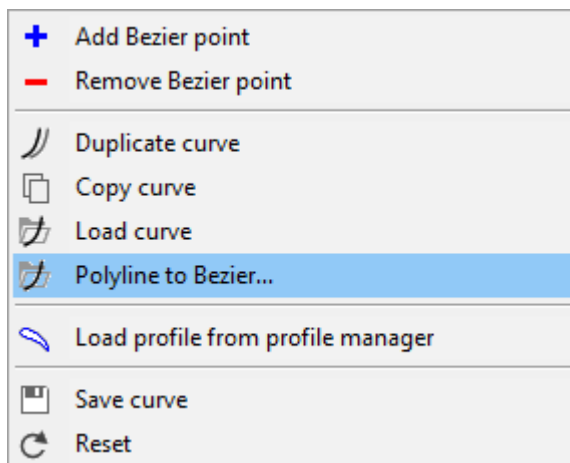 Add Bezier point
Remove Bezier point
Duplicate curve
Copy curve
Load curve
Polyline to Bezier...
Load profile from profile manager
Save curve
Reset